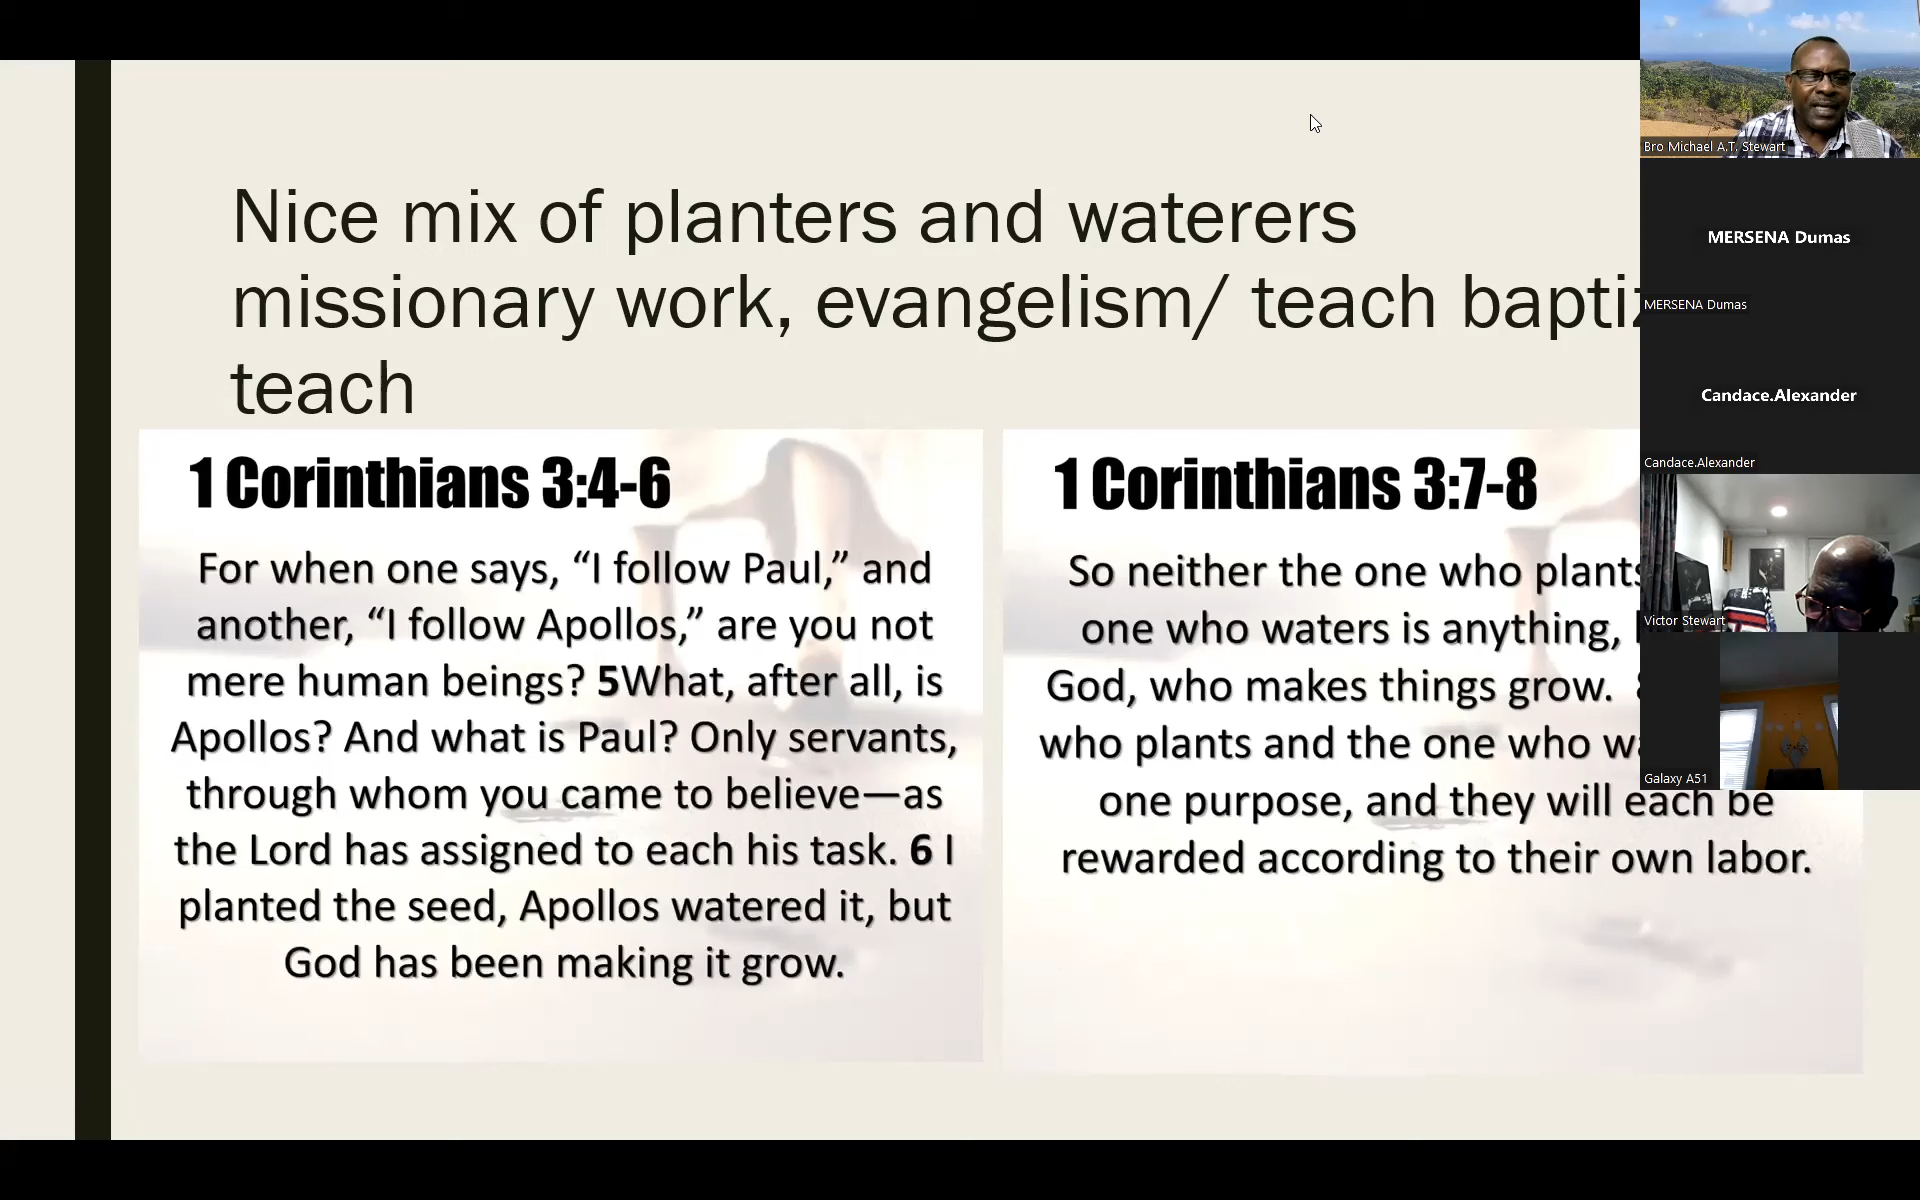 Nice mix of planters and waterers
missionary work, evangelism/ teach
teach
1 Corinthians 3:4-6
For when one says, “I follow Paul,” and
another, “I follow Apollos,” are you not
mere human beings? 5What, after all, is
Apollos? And what is Paul? Only servants,
through whom you came to believe—as
the Lord has assigned to each his task. 6 I
planted the seed, Apollos watered it, but
God has been making it grow.
1 Corinthians 3:7-8
So neither the one who plants
one who waters is anything,
God, who makes things grow.
who plants and the one who
one purpose, and they will each be
rewarded according to their own labor.
Bro Michael A.T. Stewart
MERSENA Dumas
MERSENA Dumas
Candace.Alexander
Candace.Alexander
Victor Stewart
Galaxy A51